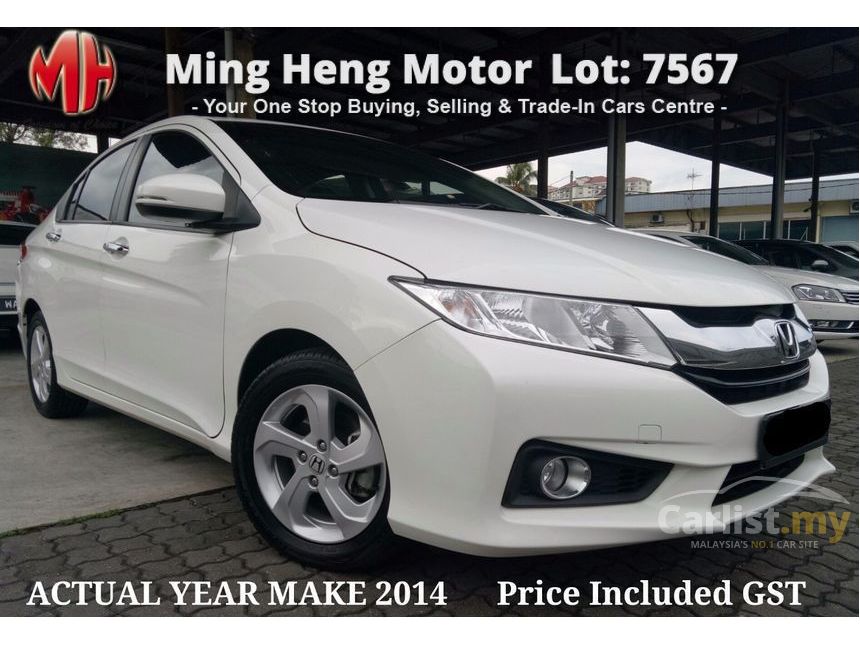 MH
Ming Heng Motor Lot: 7567
- Your One Stop Buying, Selling & Trade-In Cars Centre -
Carlist.my
MALAYSIA'S NO.1 CAR SITE
ACTUAL YEAR MAKE 2014 Price Included GST